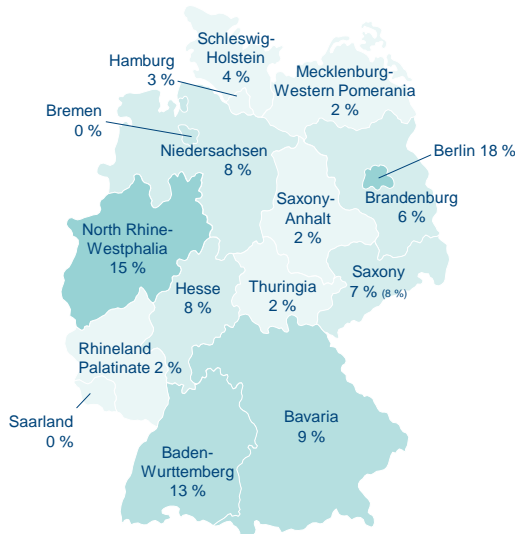 Schleswig-
Holstein
4 %
Hamburg
3 %
Mecklenburg-
Western Pomerania
2 %
Bremen
0 %
Niedersachsen
8 %
Berlin 18 %
Brandenburg
6 %
Saxony-
Anhalt
2 %
North Rhine-
Westphalia
15 %
Hesse
8 %
Thuringia
2 %
Saxony
7 % (8 %)
Rhineland
Palatinate 2 %
Saarland
0 %
Bavaria
9 %
Baden-
Wurttemberg
13 %